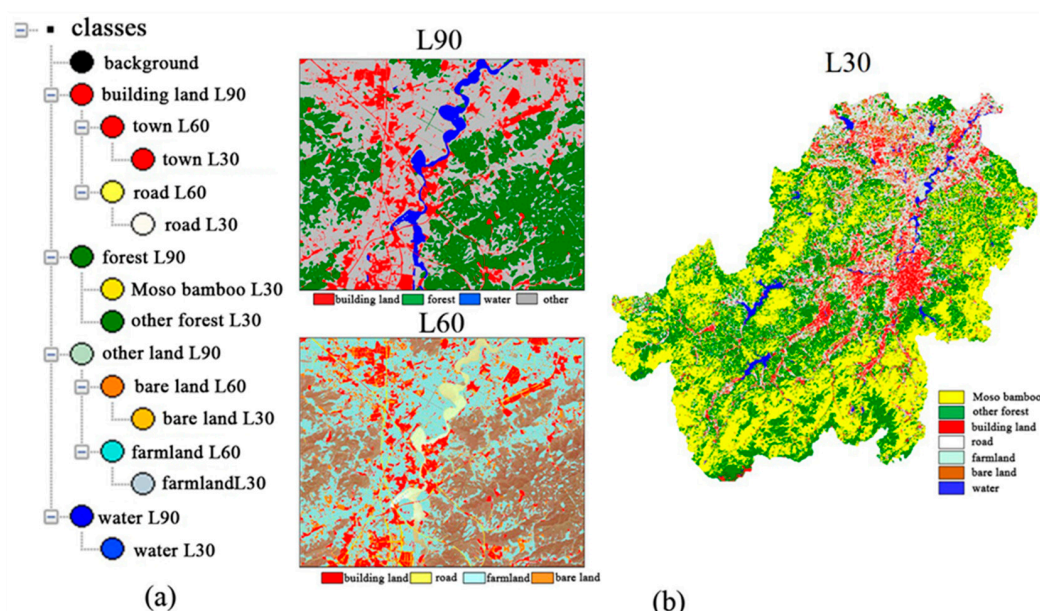 classes
background
building land L90
town L60
town L30
road L60
road L30
forest L90
Moso bamboo L30
other forest L30
other land L90
bare land L60
bare land L30
farmland L60
farmlandL30
water L90
water L30
(a)
L90
building land forest water other
L60
building land road farmland bare land
L30
Moso bamboo
other forest
building land
road
farmland
bare land
water
(b)